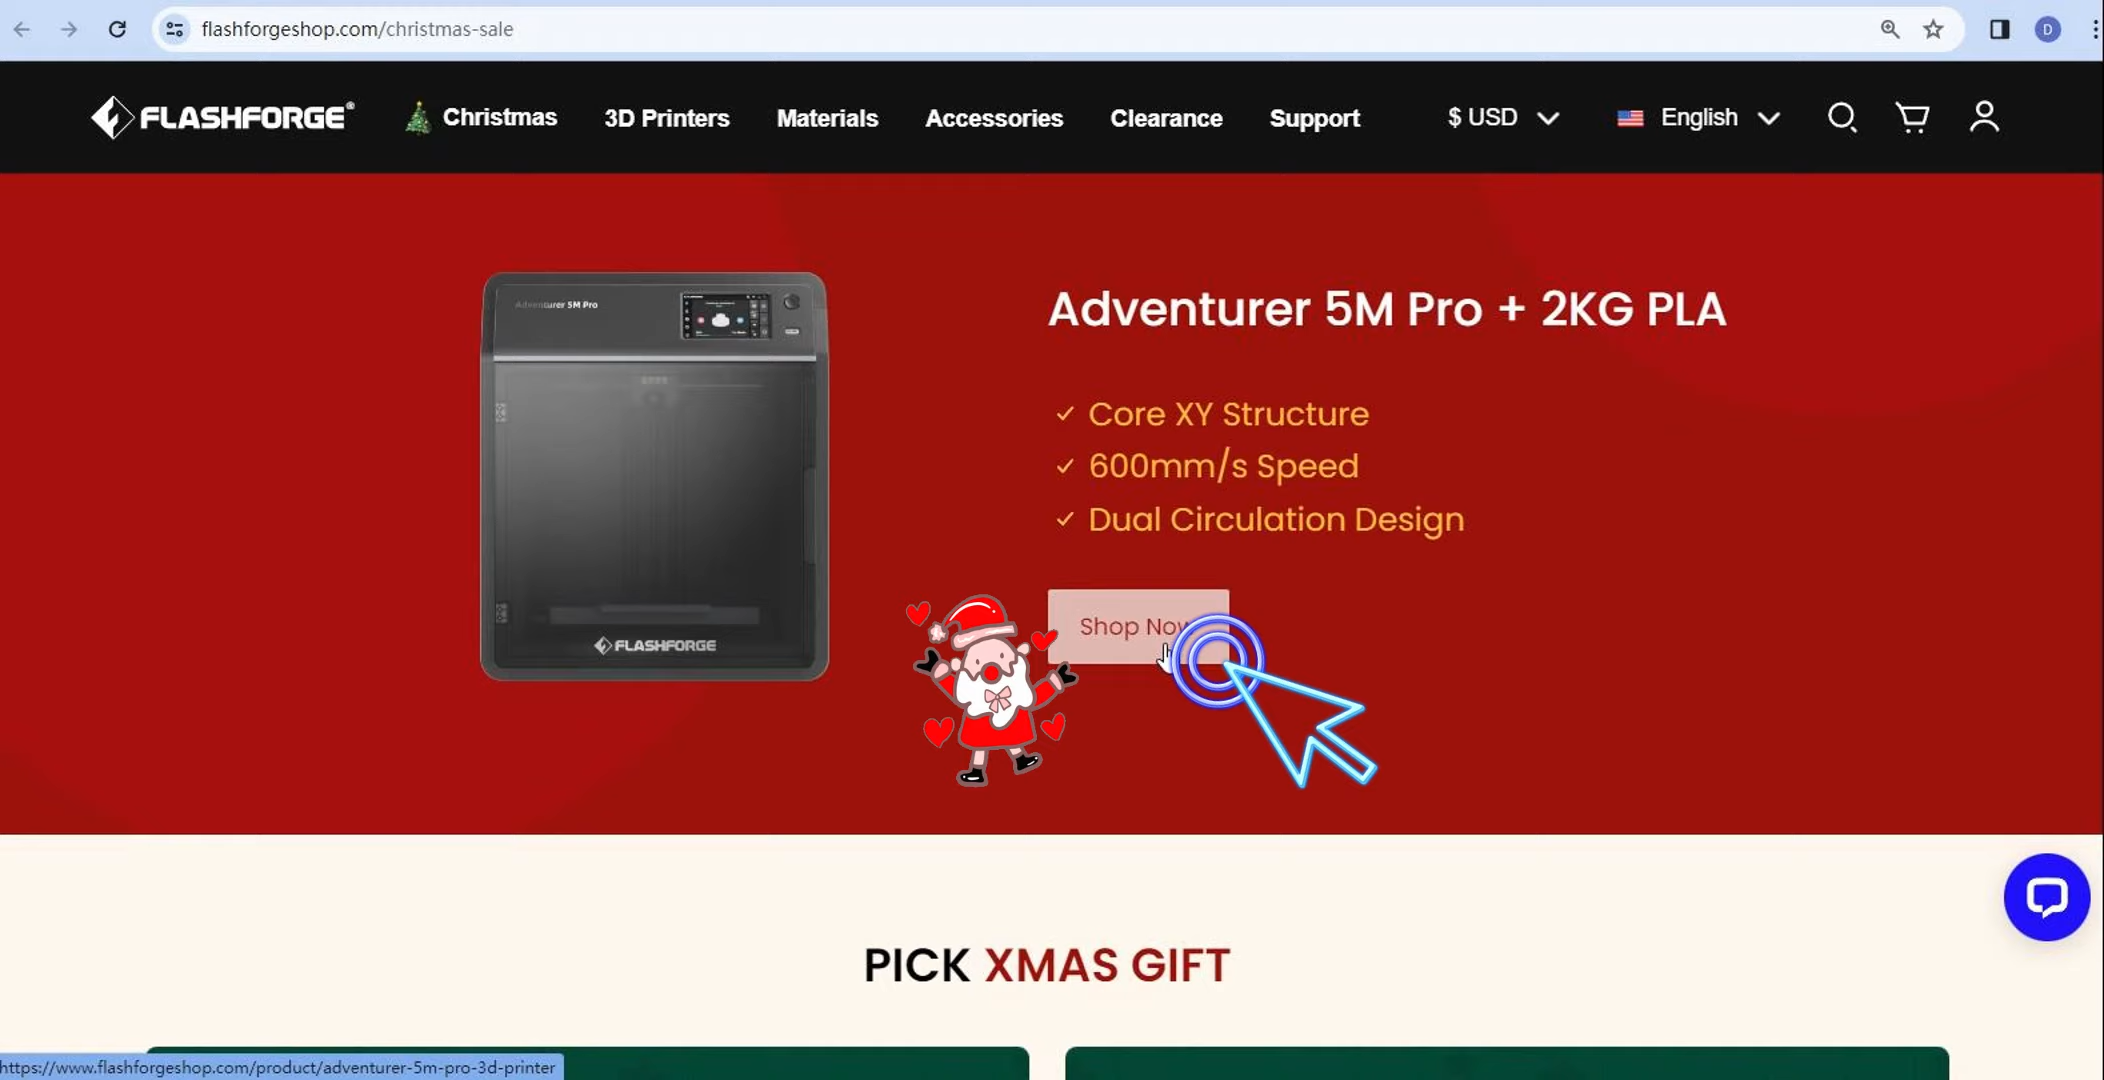 flashforgeshop.com/christmas-sale
D
FLASHFORGE®
Christmas
3D Printers
Materials
Accessories
Clearance
Support
$ USD
English
Adventurer 5M Pro
FLASHFORGE
Adventurer 5M Pro + 2KG PLA
Core XY Structure
600mm/s Speed
Dual Circulation Design
Shop Now
PICK XMAS GIFT
https://www.flashforgeshop.com/product/adventurer-5m-pro-3d-printer